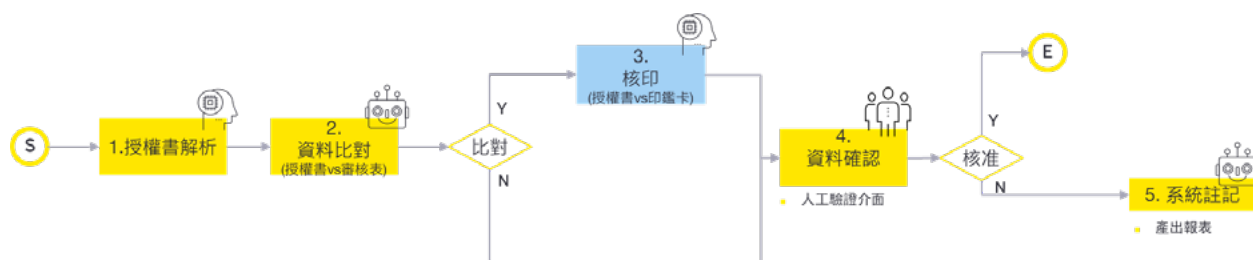 S
1.授權書解析
2.
資料比對
(授權書vs審核表)
比對
Y
N
3.
核印
(授權書vs印鑑卡)
4.
資料確認
人工驗證介面
核准
Y
N
E
5. 系統註記
產出報表